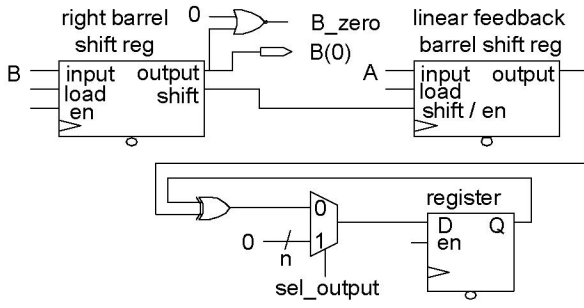 right barrel
shift reg
0
B_zero
B(0)
linear feedback
barrel shift reg
B
input
output
load
shift
en
A
input
output
load
shift / en
0
0
1
n
sel_output
register
D
Q
en